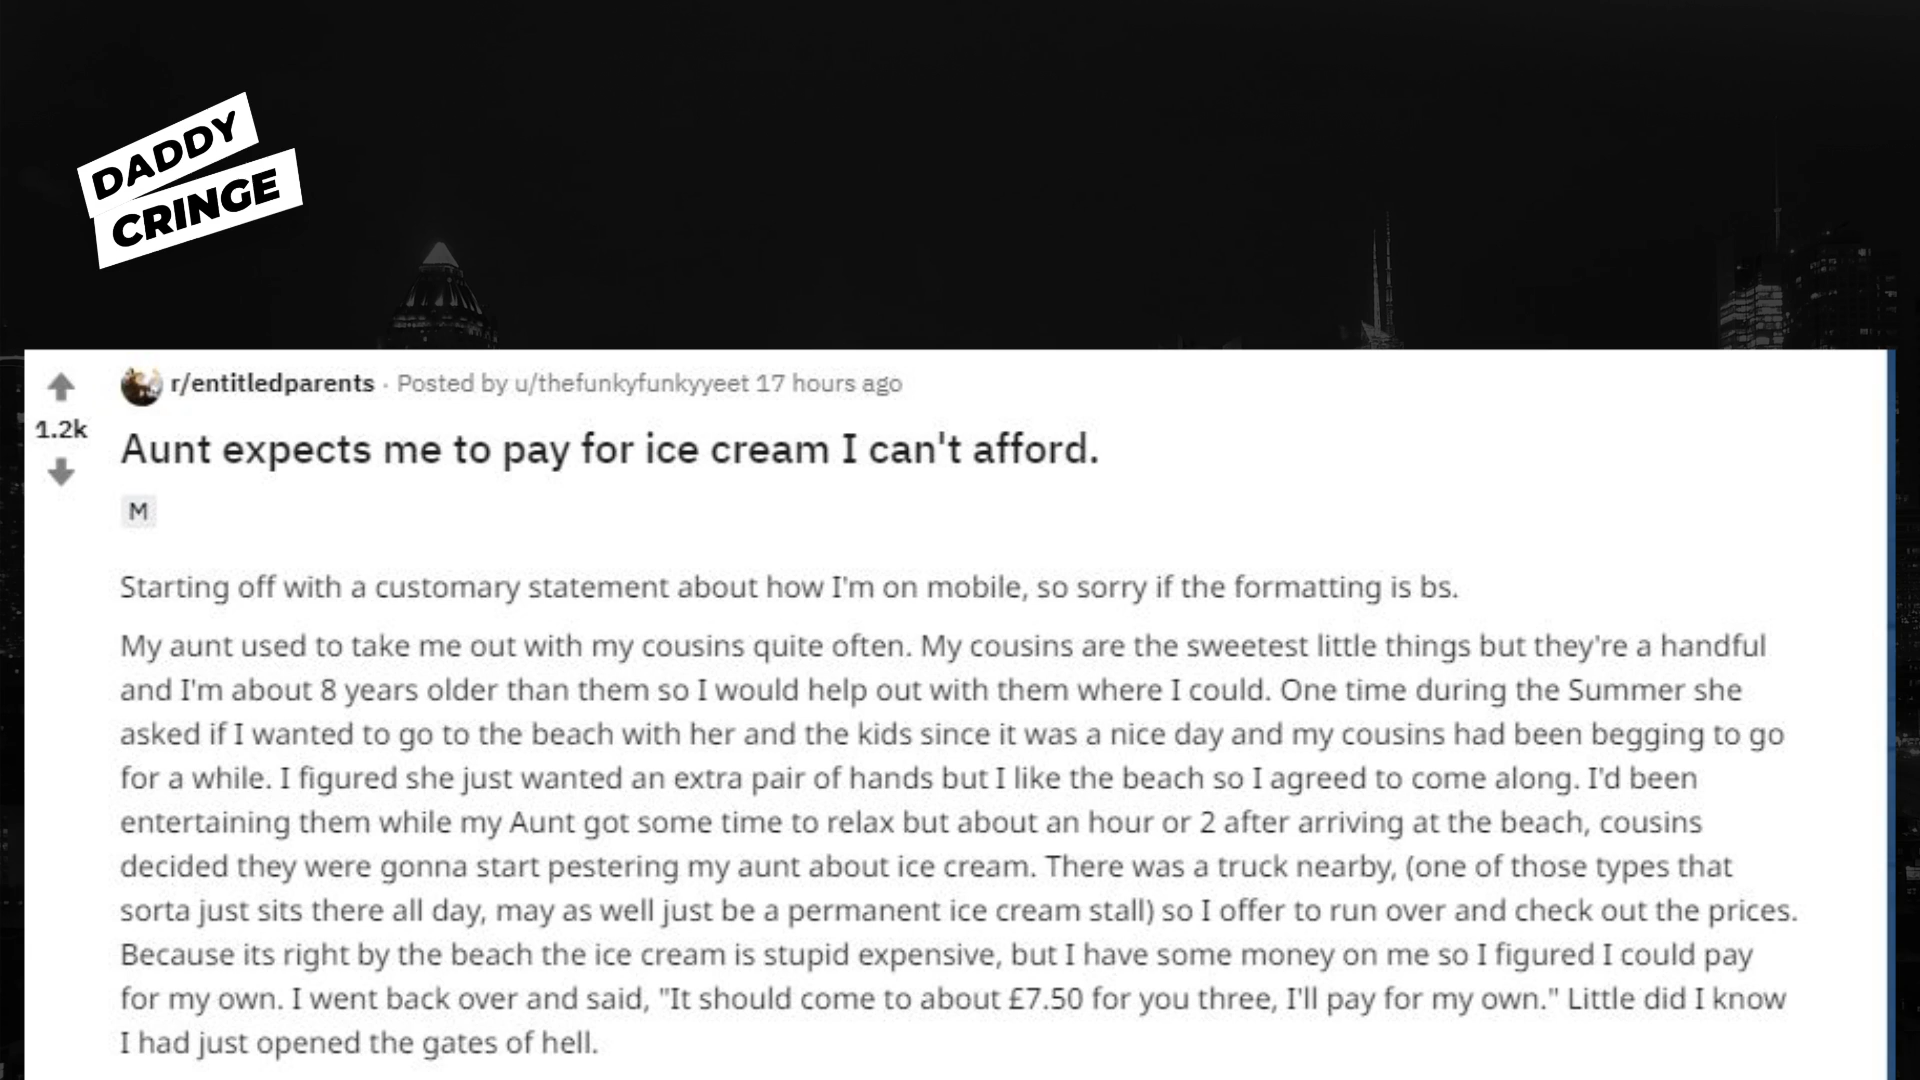 DADDY
CRINGE
r/entitledparents · Posted by u/thefunkyfunkyyeet 17 hours ago
1.2k
Aunt expects me to pay for ice cream I can't afford.
M
Starting off with a customary statement about how I'm on mobile, so sorry if the formatting is bs.
My aunt used to take me out with my cousins quite often. My cousins are the sweetest little things but they're a handful
and I'm about 8 years older than them so I would help out with them where I could. One time during the Summer she
asked if I wanted to go to the beach with her and the kids since it was a nice day and my cousins had been begging to go
for a while. I figured she just wanted an extra pair of hands but I like the beach so I agreed to come along. I'd been
entertaining them while my Aunt got some time to relax but about an hour or 2 after arriving at the beach, cousins
decided they were gonna start pestering my aunt about ice cream. There was a truck nearby, (one of those types that
sorta just sits there all day, may as well just be a permanent ice cream stall) so I offer to run over and check out the prices.
Because its right by the beach the ice cream is stupid expensive, but I have some money on me so I figured I could pay
for my own. I went back over and said, "It should come to about £7.50 for you three, I'll pay for my own." Little did I know
I had just opened the gates of hell.